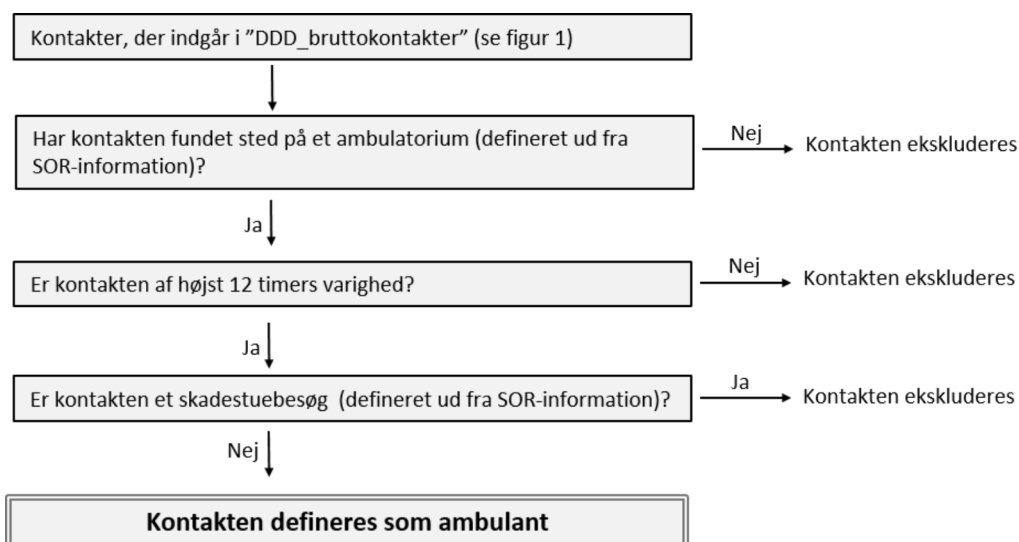 Kontakter, der indgår i ”DDD_bruttokontakter” (se figur 1)
Har kontakten fundet sted på et ambulatorium (defineret ud fra
SOR-information)?
Nej
Kontakten ekskluderes
Ja
Er kontakten af højst 12 timers varighed?
Nej
Kontakten ekskluderes
Ja
Er kontakten et skadestuebesøg (defineret ud fra SOR-information)?
Ja
Kontakten ekskluderes
Nej
Kontakten defineres som ambulant